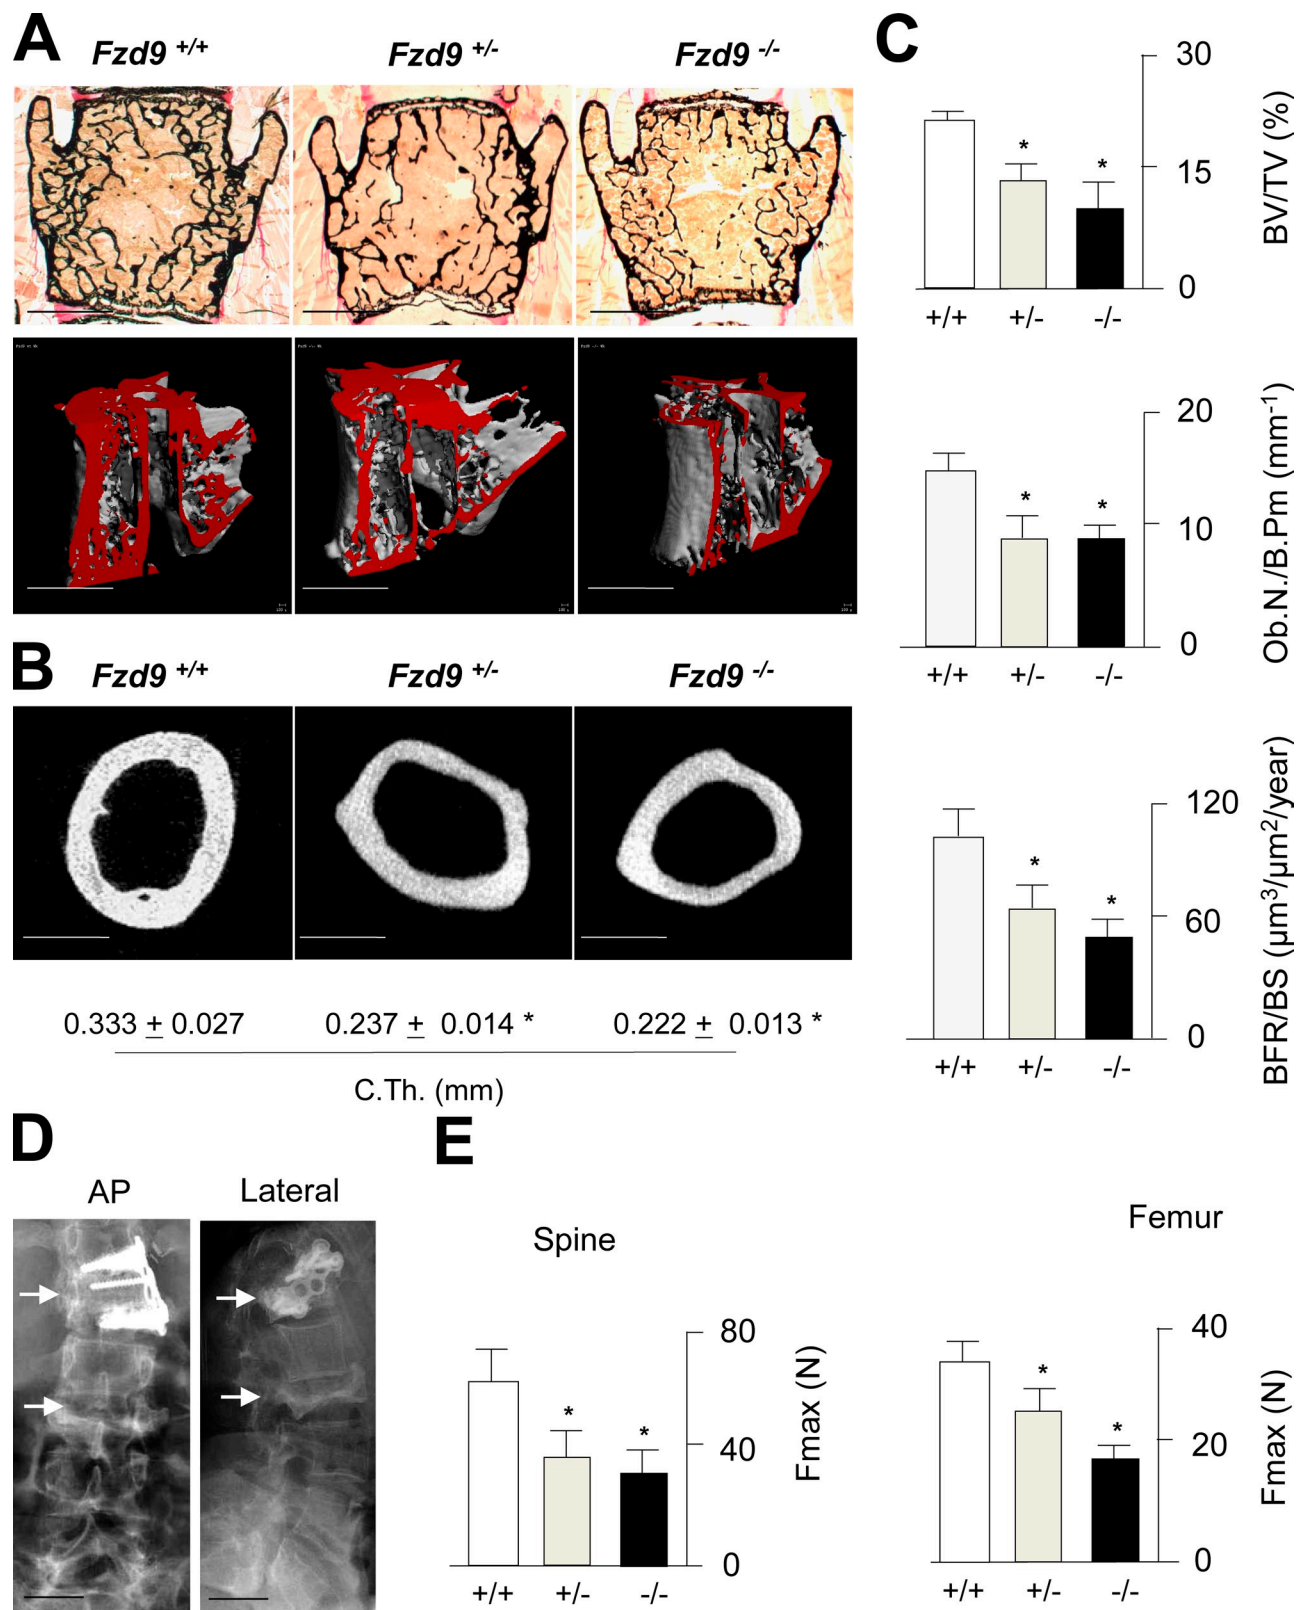 A
Fzd9 +/+
Fzd9 +/-
Fzd9 -/-
B
Fzd9 +/+
Fzd9 +/-
Fzd9 -/-
0.333 ± 0.027
0.237 ± 0.014 *
0.222 ± 0.013 *
C.Th. (mm)
C
30
15
0
BV/TV (%)
*
*
+/+
+/-
-/-
20
10
0
Ob.N./B.Pm (mm⁻¹)
*
*
+/+
+/-
-/-
120
60
0
BFR/BS (µm³/µm²/year)
*
*
+/+
+/-
-/-
D
AP
Lateral
E
Spine
80
40
0
Fmax (N)
*
*
+/+
+/-
-/-
Femur
40
20
0
Fmax (N)
*
*
+/+
+/-
-/-